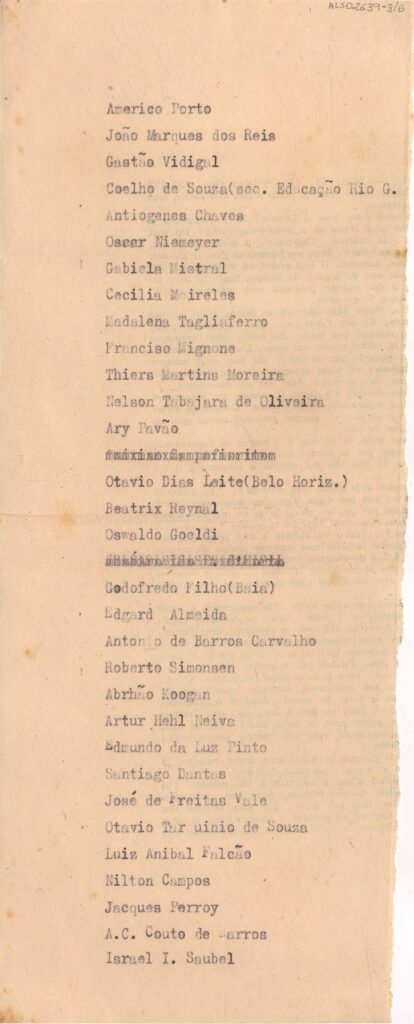 ALS02639-3/6
Americo Porto
João Marques dos Reis
Gastão Vidigal
Coelho de Souza(sec. Educação Rio G.
Antiogenes Chaves
Oscar Niemeyer
Gabiela Mistral
Cecilia Meireles
Madalena Tagliaferro
Franciso Mignone
Thiers Martins Moreira
Nelson Tabajara de Oliveira
Ary Pavão
Otavio Dias Leite(Belo Horiz.)
Beatrix Reynal
Oswaldo Goeldi
Godofredo Filho(Baia)
Edgard Almeida
Antonio de Barros Carvalho
Roberto Simonsen
Abrhão Koogan
Artur Hehl Neiva
Edmundo da Luz Pinto
Santiago Dantas
José de Freitas Vale
Otavio Tar uinio de Souza
Luiz Anibal Falcão
Nilton Campos
Jacques Perroy
A.C. Couto de Barros
Israel I. Saubel